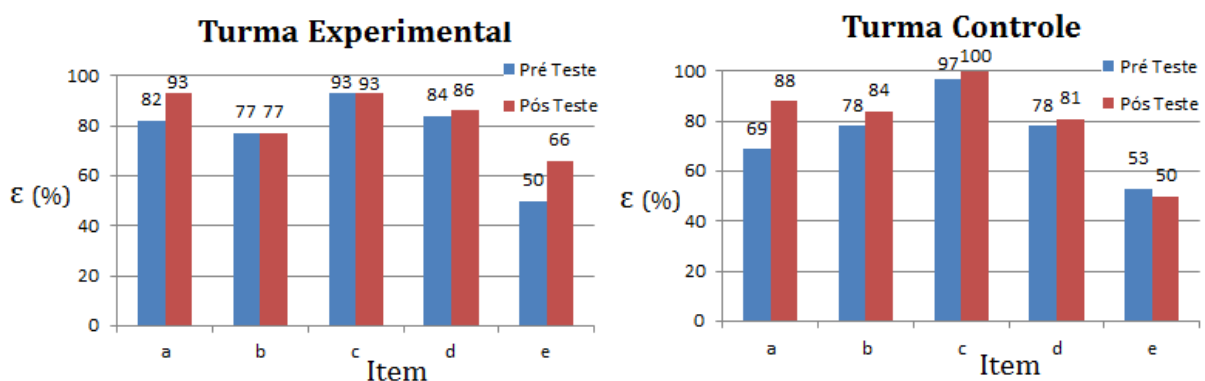 Turma Experimental
Pré Teste
Pós Teste
100
80
60
40
20
0
ε (%)
82 93
77 77
93 93
84 86
50 66
a b c d e
Item
Turma Controle
Pré Teste
Pós Teste
100
80
60
40
20
0
ε (%)
69 88
78 84
97 100
78 81
53 50
a b c d e
Item